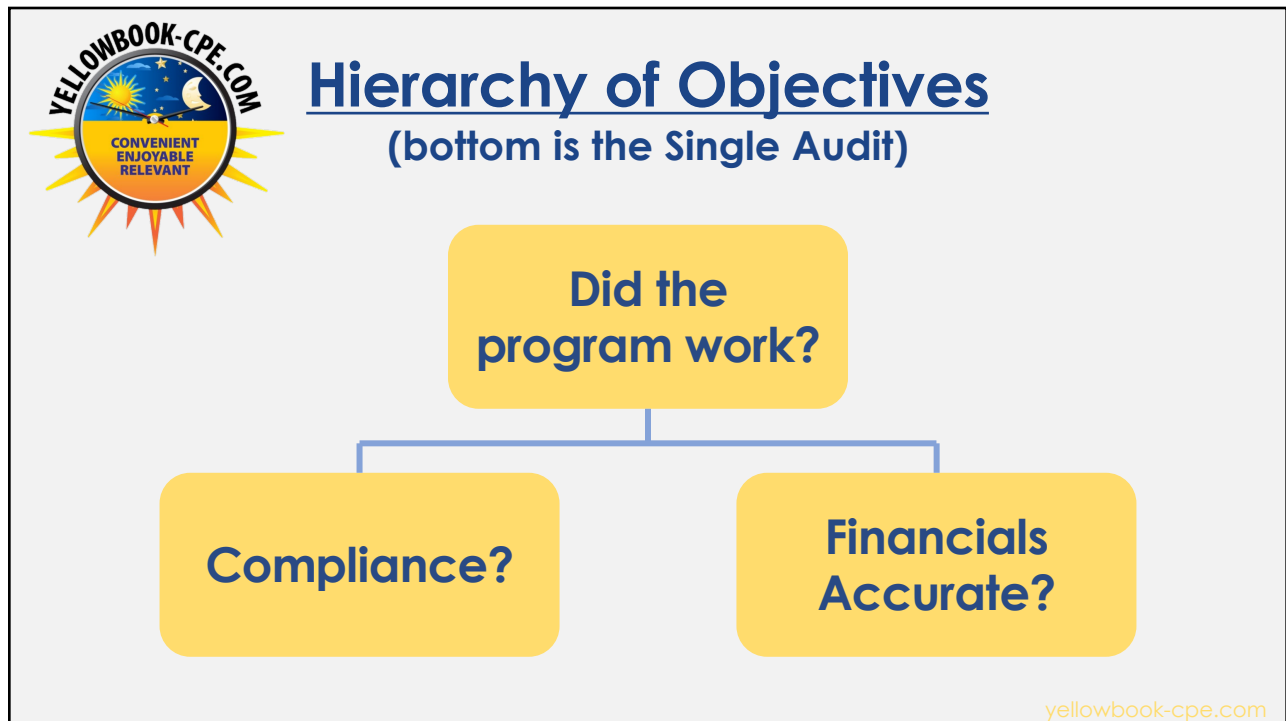 YELLOWBOOK-CPE.COM
CONVENIENT
ENJOYABLE
RELEVANT
Hierarchy of Objectives
(bottom is the Single Audit)
Did the
program work?
Compliance?
Financials
Accurate?
yellowbook-cpe.com